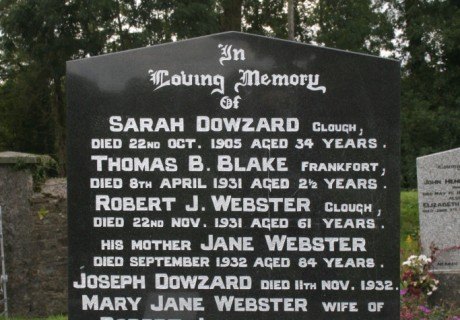 In
Loving Memory
of
SARAH DOWZARD CLOUGH,
DIED 22ND OCT. 1905 AGED 34 YEARS.
THOMAS B. BLAKE FRANKFORT,
DIED 8TH APRIL 1931 AGED 2½ YEARS.
ROBERT J. WEBSTER CLOUGH,
DIED 22ND NOV. 1931 AGED 61 YEARS.
HIS MOTHER JANE WEBSTER
DIED SEPTEMBER 1932 AGED 84 YEARS.
JOSEPH DOWZARD DIED 11TH NOV. 1932.
MARY JANE WEBSTER WIFE OF
JOHN
ELIZABETH